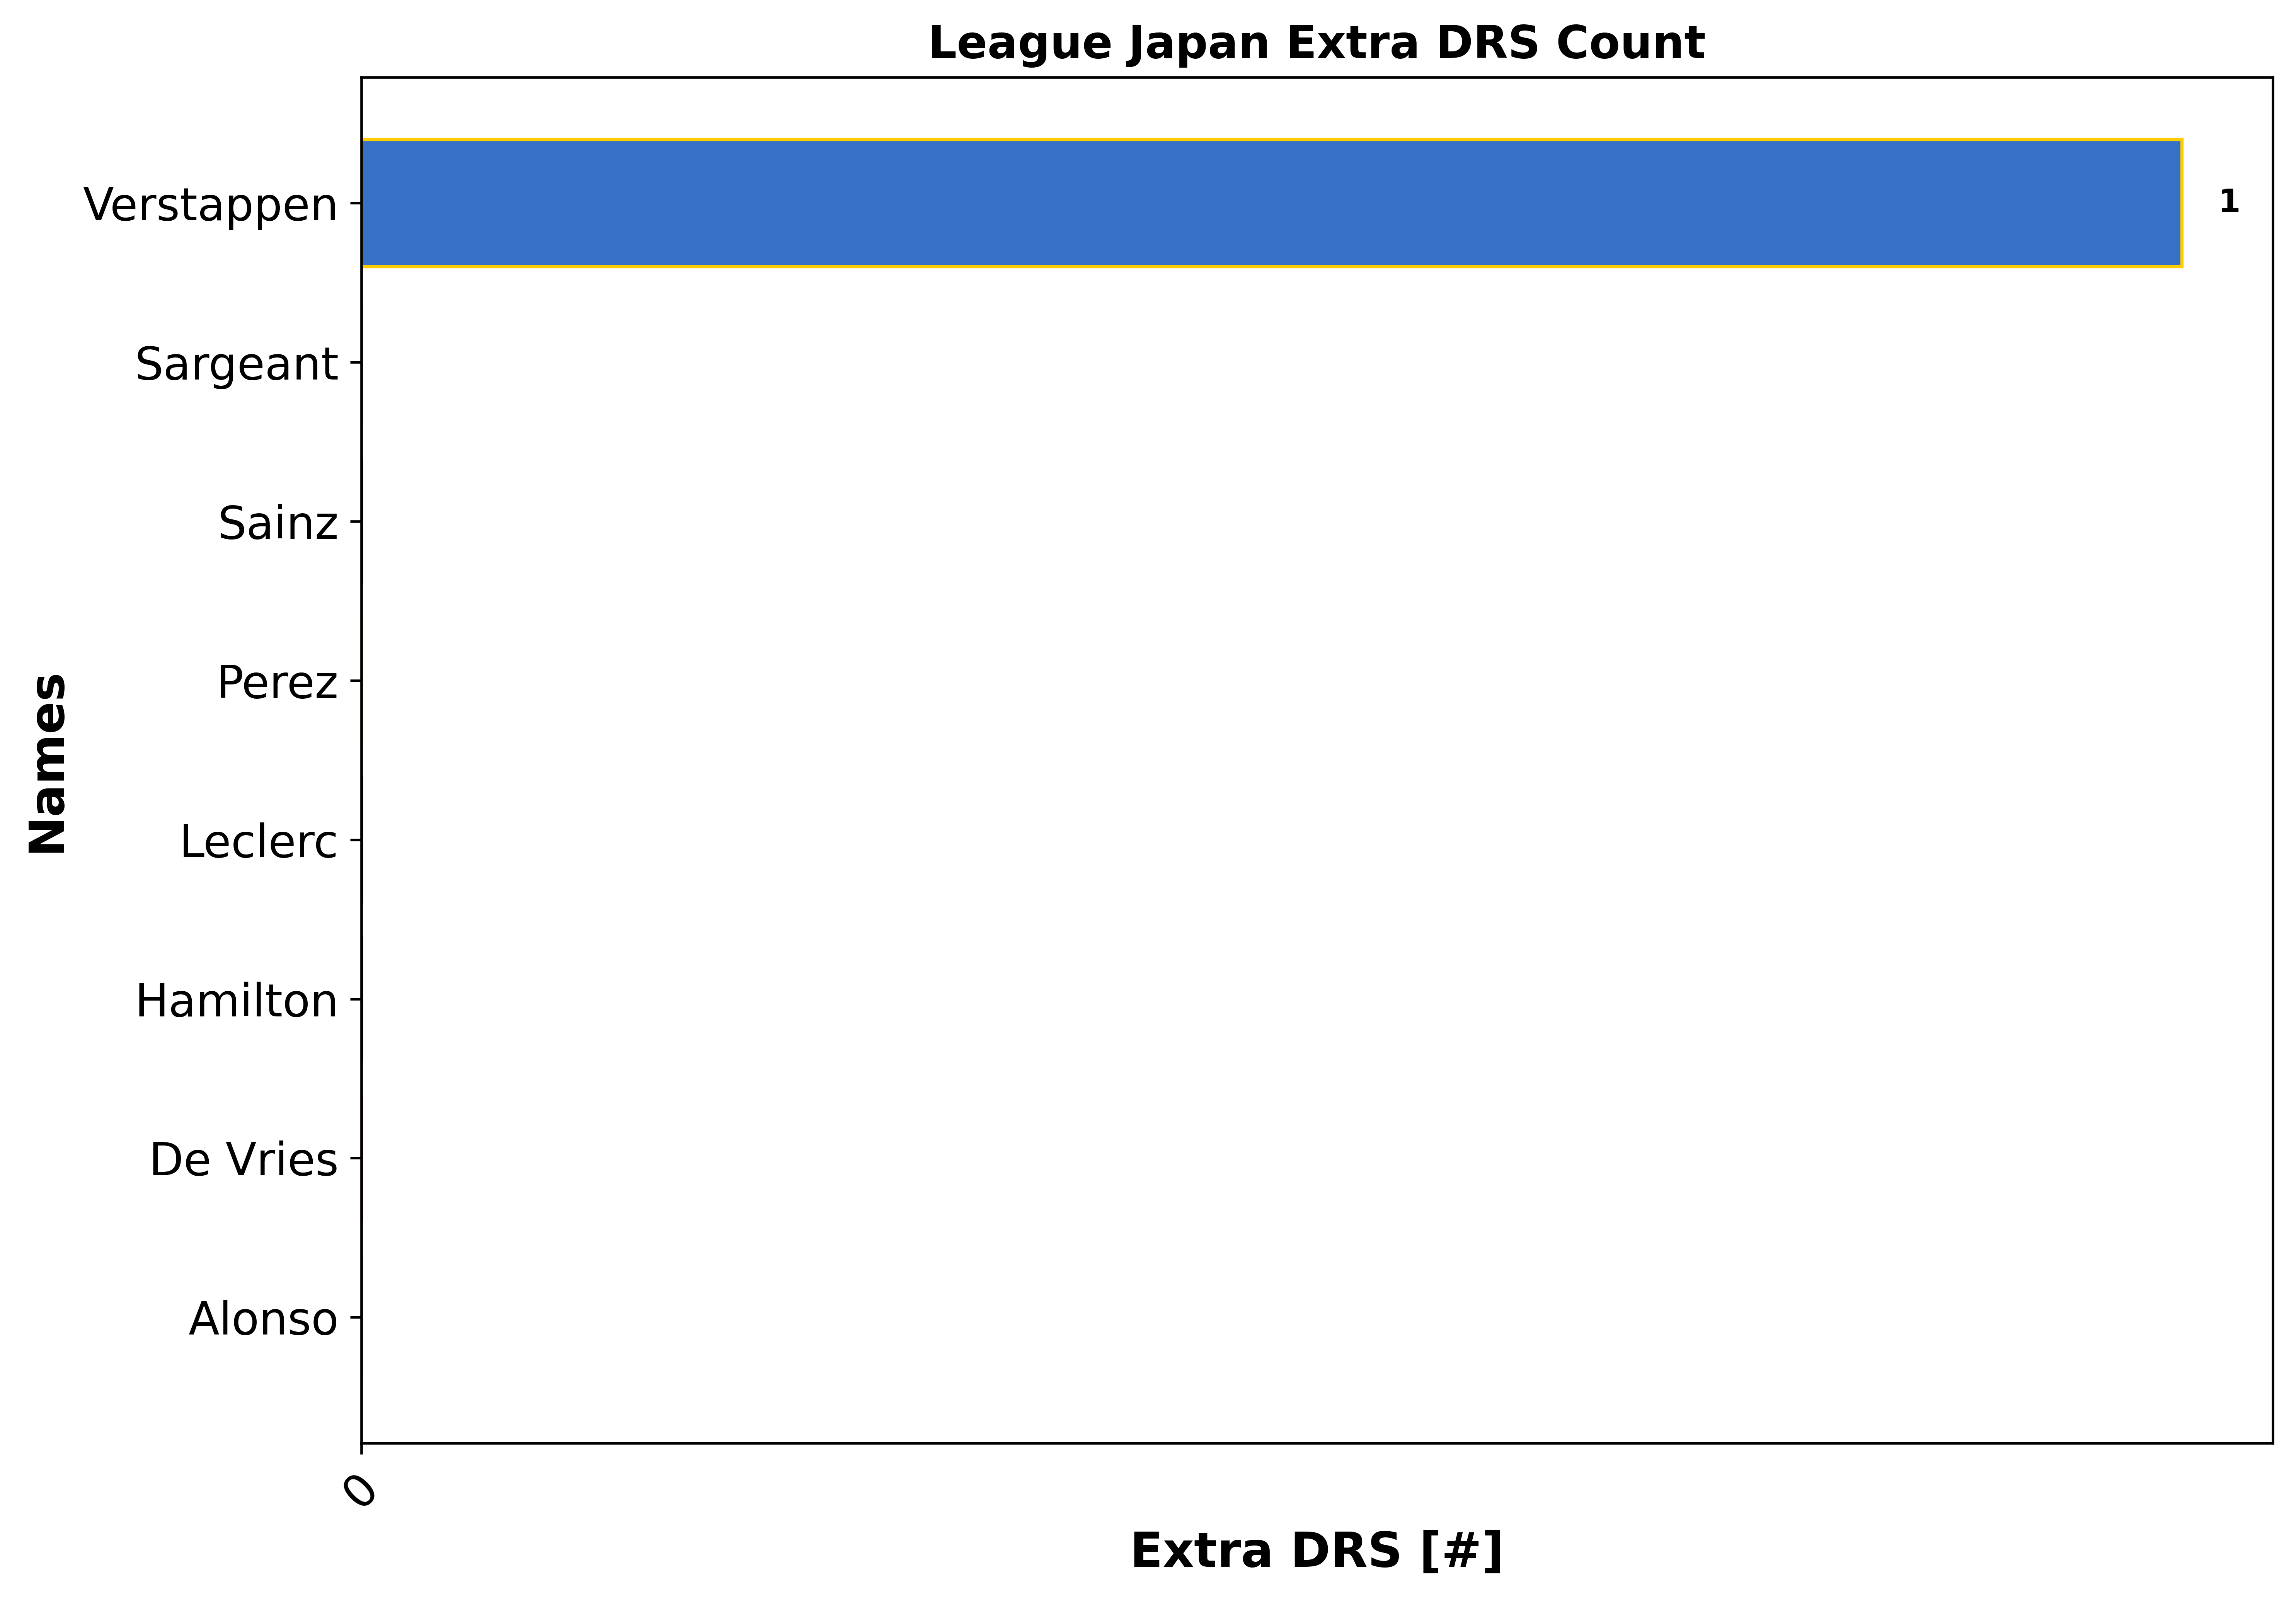 League Japan Extra DRS Count
Verstappen
1
Sargeant
Sainz
Perez
Leclerc
Hamilton
De Vries
Alonso
Names
0
Extra DRS [#]